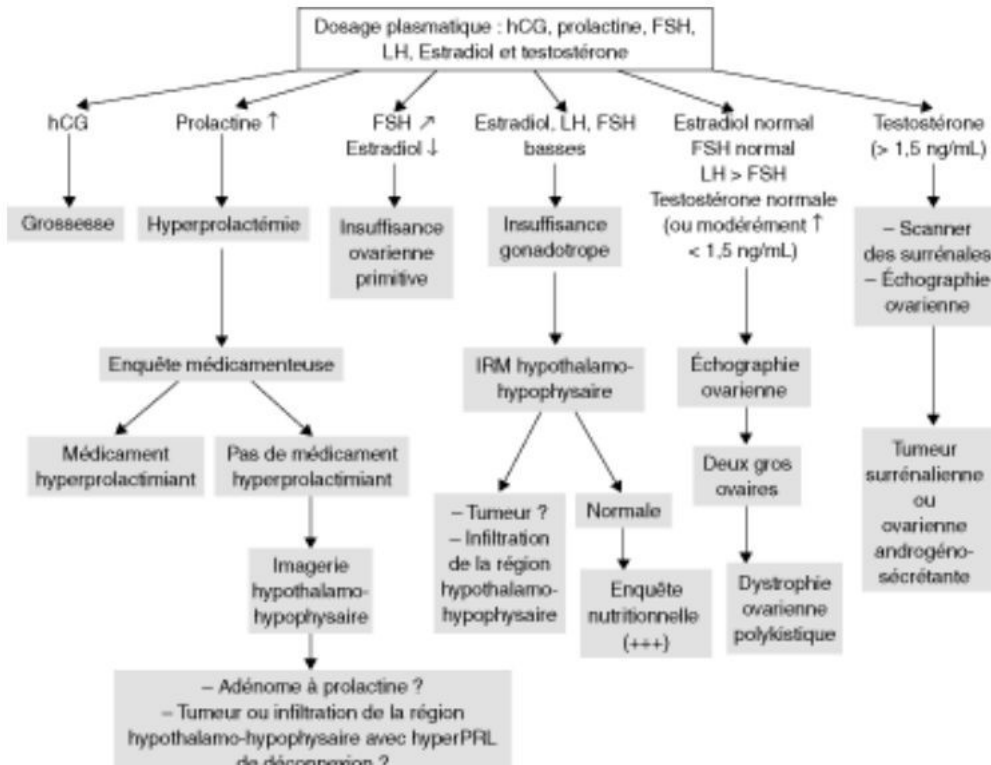 Dosage plasmatique : hCG, prolactine, FSH,
LH, Estradiol et testostérone
hCG
Grossesse
Prolactine ↑
Hyperprolactémie
Enquête médicamenteuse
Médicament
hyperprolactimiant
Pas de médicament
hyperprolactimiant
Imagerie
hypothalamo-
hypophysaire
– Adénome à prolactine ?
– Tumeur ou infiltration de la région
hypothalamo-hypophysaire avec hyperPRL
de déconnexion ?
FSH ↗
Estradiol ↓
Insuffisance
ovarienne
primitive
Estradiol, LH, FSH
basses
Insuffisance
gonadotrope
IRM hypothalamo-
hypophysaire
– Tumeur ?
– Infiltration
de la région
hypothalamo-
hypophysaire
Normale
Enquête
nutritionnelle
(+++)
Estradiol normal
FSH normal
LH > FSH
Testostérone normale
(ou modérément ↑
< 1,5 ng/mL)
Échographie
ovarienne
Deux gros
ovaires
Dystrophie
ovarienne
polykistique
Testostérone
(> 1,5 ng/mL)
– Scanner
des surrénales
– Échographie
ovarienne
Tumeur
surrénalienne
ou
ovarienne
androgéno-
sécrétante